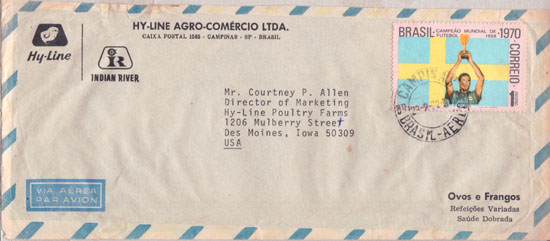 HY-LINE AGRO-COMÉRCIO LTDA.
CAIXA POSTAL 1585 - CAMPINAS - SP - BRASIL
Hy-Line
IR
INDIAN RIVER
BRASIL CAMPEÃO MUNDIAL DE FUTEBOL 1958 1970
CORREIO
CAMPINAS
BRASIL-AEREO
Mr. Courtney P. Allen
Director of Marketing
Hy-Line Poultry Farms
1206 Mulberry Street
Des Moines, Iowa 50309
USA
VIA AÉREA
PAR AVION
Ovos e Frangos
Refeições Variadas
Saúde Dobrada